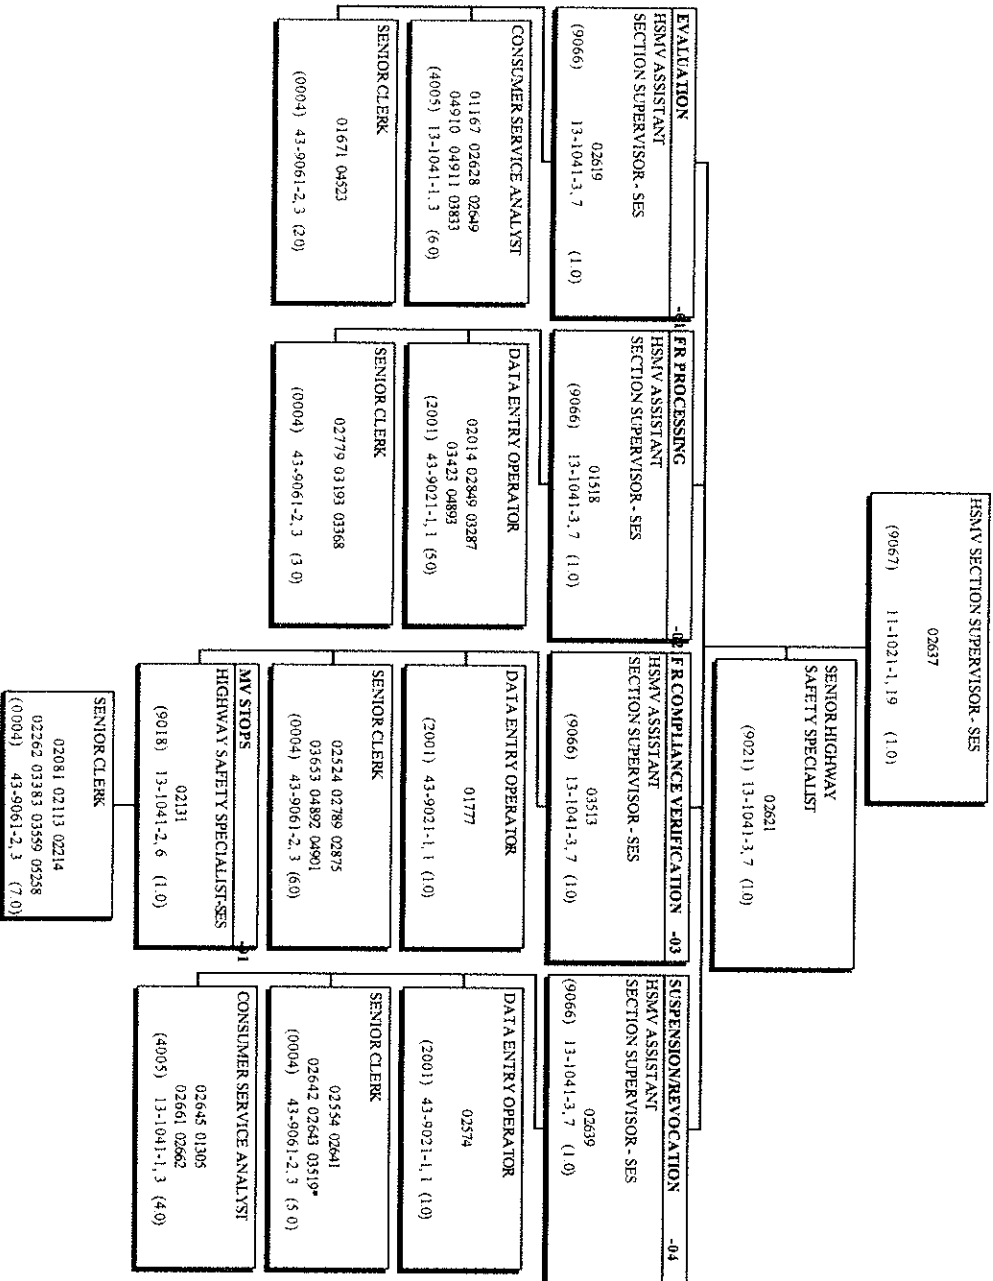 HSMV SECTION SUPERVISOR - SES
02637
(9067) 11-1021-1, 19 (1.0)
SENIOR HIGHWAY
SAFETY SPECIALIST
02621
(9021) 13-1041-3, 7 (1.0)
EVALUATION -01
HSMV ASSISTANT
SECTION SUPERVISOR - SES
02619
(9066) 13-1041-3, 7 (1.0)
CONSUMER SERVICE ANALYST
01167 02628 02649
04910 04911 03833
(4005) 13-1041-1, 3 (6 0)
SENIOR CLERK
01671 04523
(0004) 43-9061-2, 3 (2 0)
FR PROCESSING -02
HSMV ASSISTANT
SECTION SUPERVISOR - SES
01518
(9066) 13-1041-3, 7 (1.0)
DATA ENTRY OPERATOR
02014 02849 03287
03423 04893
(2001) 43-9021-1, 1 (5 0)
SENIOR CLERK
02779 03193 03368
(0004) 43-9061-2, 3 (3 0)
FR COMPLIANCE VERIFICATION -03
HSMV ASSISTANT
SECTION SUPERVISOR - SES
03513
(9066) 13-1041-3, 7 (1.0)
DATA ENTRY OPERATOR
01777
(2001) 43-9021-1, 1 (1.0)
SENIOR CLERK
02524 02789 02875
03653 04892 04901
(0004) 43-9061-2, 3 (6 0)
MV STOPS -01
HIGHWAY SAFETY SPECIALIST-SES
02131
(9018) 13-1041-2, 6 (1.0)
SENIOR CLERK
02081 02113 02214
02262 03383 03559 05258
(0004) 43-9061-2, 3 (7.0)
SUSPENSION/REVOCATION -04
HSMV ASSISTANT
SECTION SUPERVISOR - SES
02639
(9066) 13-1041-3, 7 (1.0)
DATA ENTRY OPERATOR
02574
(2001) 43-9021-1, 1 (1.0)
SENIOR CLERK
02554 02641
02642 02643 03519*
(0004) 43-9061-2, 3 (5 0)
CONSUMER SERVICE ANALYST
02645 01305
02661 02662
(4005) 13-1041-1, 3 (4.0)